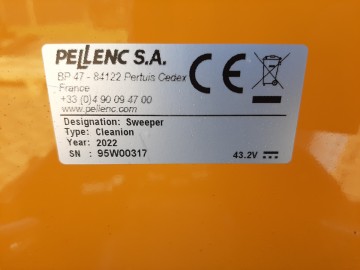 PELLENC S.A.
BP 47 - 84122 Pertuis Cedex
France
+33 (0)4 90 09 47 00
www.pellenc.com
CE
Designation: Sweeper
Type: Cleanion
Year: 2022
SN : 95W00317
43.2V